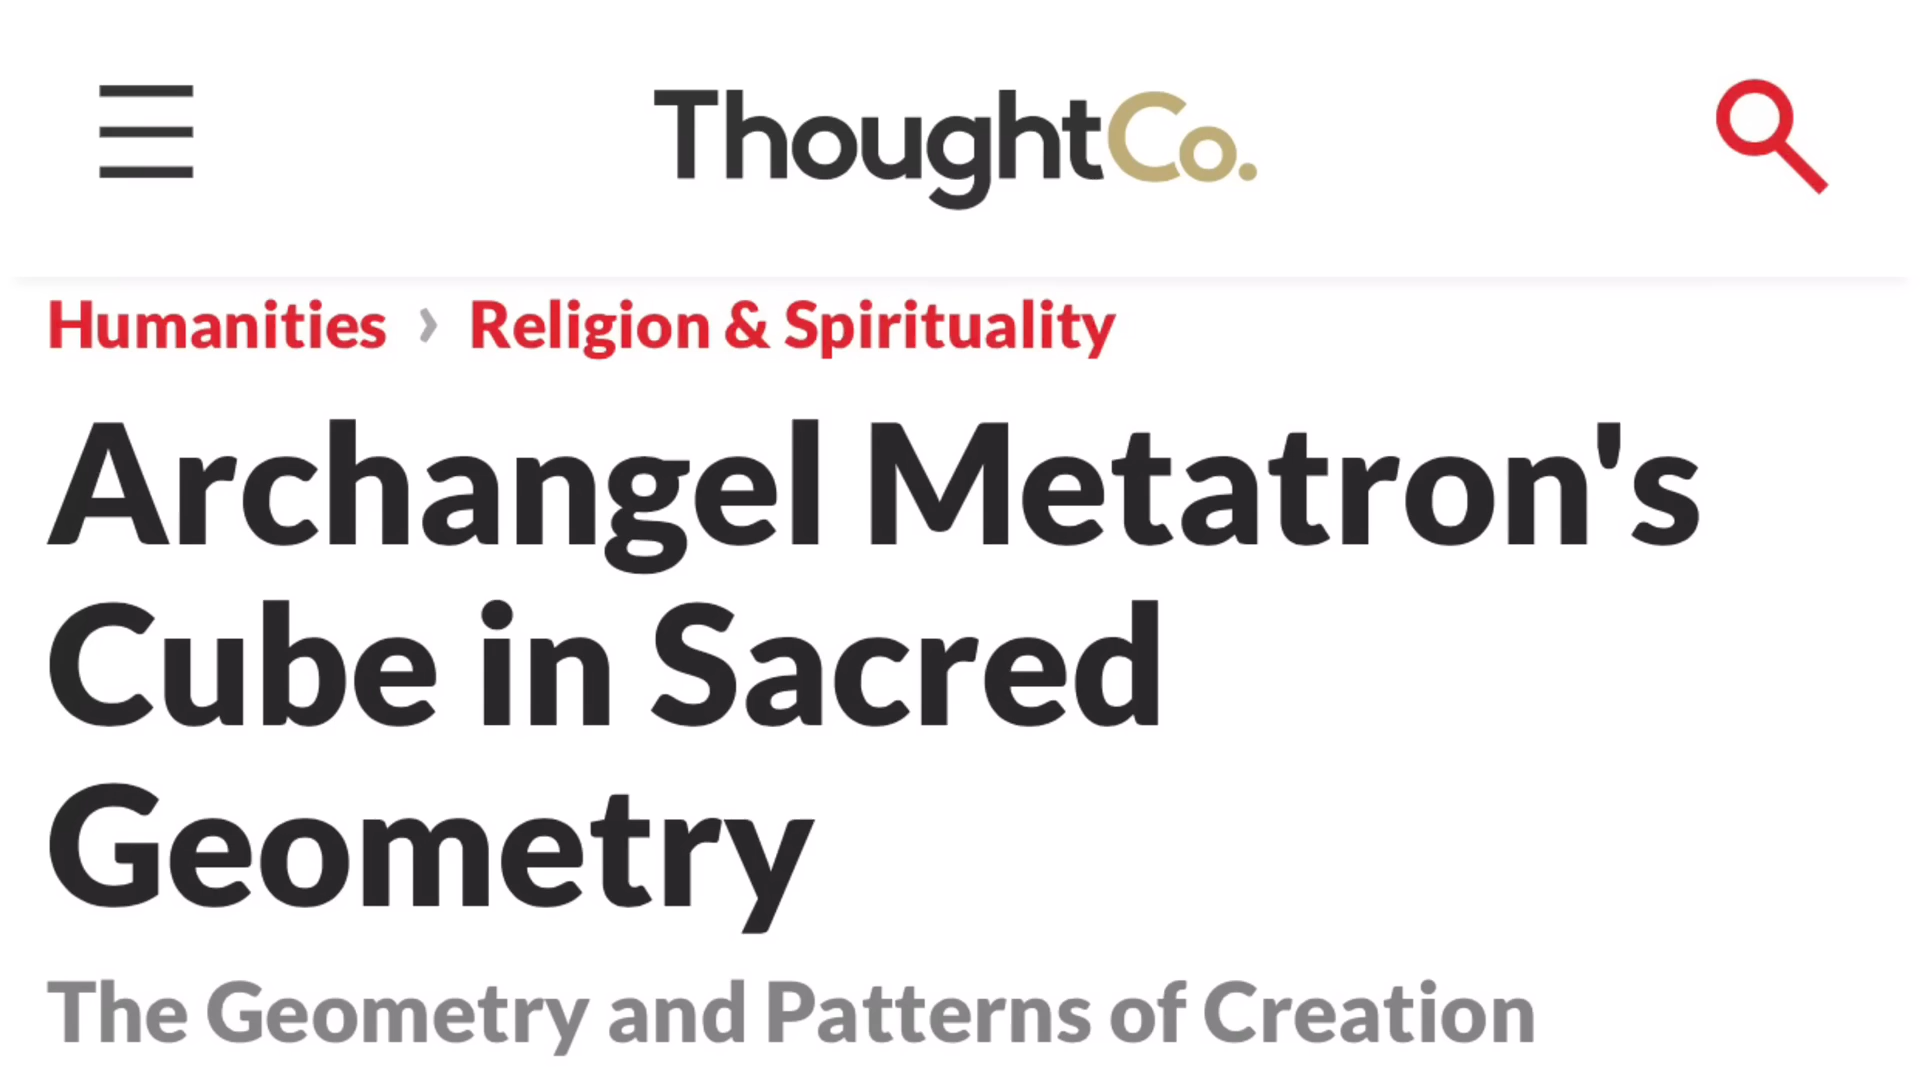 ThoughtCo.
Humanities › Religion & Spirituality
Archangel Metatron's
Cube in Sacred
Geometry
The Geometry and Patterns of Creation